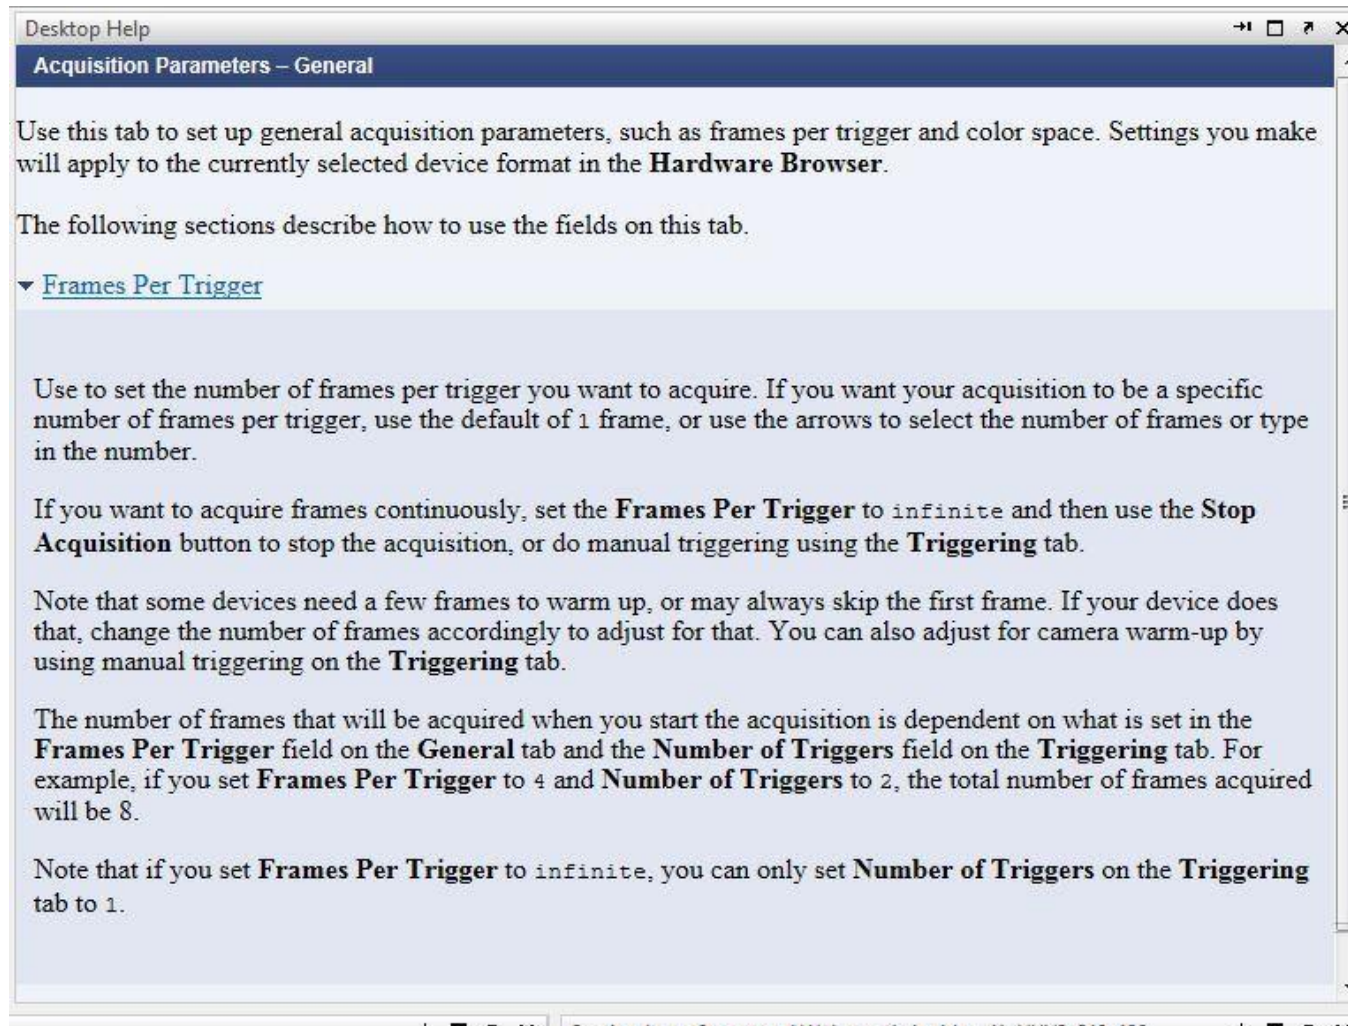 Desktop Help
Acquisition Parameters – General
Use this tab to set up general acquisition parameters, such as frames per trigger and color space. Settings you make
will apply to the currently selected device format in the Hardware Browser.
The following sections describe how to use the fields on this tab.
Frames Per Trigger
Use to set the number of frames per trigger you want to acquire. If you want your acquisition to be a specific
number of frames per trigger, use the default of 1 frame, or use the arrows to select the number of frames or type
in the number.
If you want to acquire frames continuously, set the Frames Per Trigger to infinite and then use the Stop
Acquisition button to stop the acquisition, or do manual triggering using the Triggering tab.
Note that some devices need a few frames to warm up, or may always skip the first frame. If your device does
that, change the number of frames accordingly to adjust for that. You can also adjust for camera warm-up by
using manual triggering on the Triggering tab.
The number of frames that will be acquired when you start the acquisition is dependent on what is set in the
Frames Per Trigger field on the General tab and the Number of Triggers field on the Triggering tab. For
example, if you set Frames Per Trigger to 4 and Number of Triggers to 2, the total number of frames acquired
will be 8.
Note that if you set Frames Per Trigger to infinite, you can only set Number of Triggers on the Triggering
tab to 1.